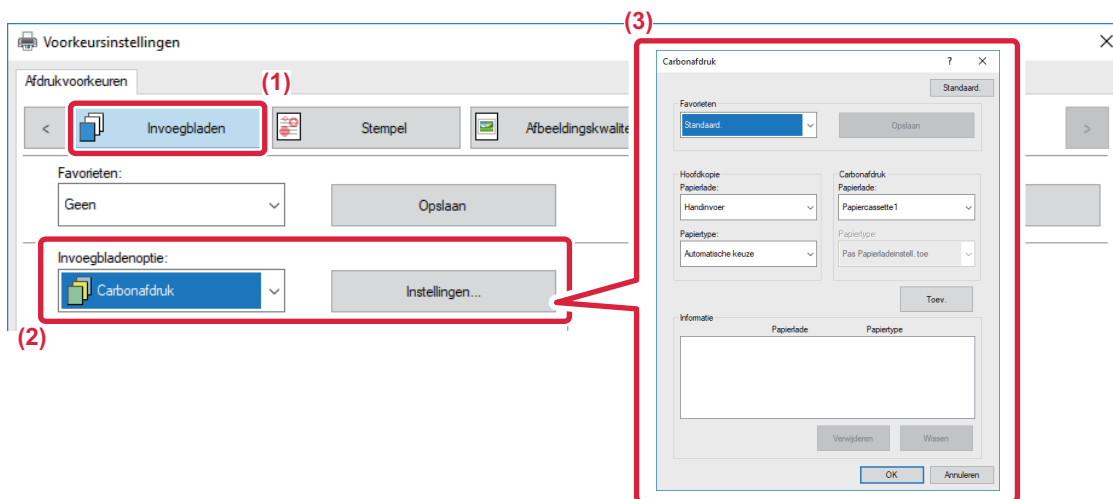 (3)
Voorkeursinstellingen
Afdrukvoorkeuren
(1)
< Invoegbladen Stempel Afbeeldingskwalite >
Favorieten:
Geen Opslaan
Invoegbladenoptie:
Carbonafdruk Instellingen...
(2)
Carbonafdruk ? ×
Standaard.
Favorieten
Standaard. Opslaan
Hoofdkopie Carbonafdruk
Papierlade: Papierlade:
Handinvoer Papiercassette1
Papiertype: Papiertype:
Automatische keuze Pas Papierladeinstell. toe
Toev.
Informatie
Papierlade Papiertype
Verwijderen Wissen
OK Annuleren